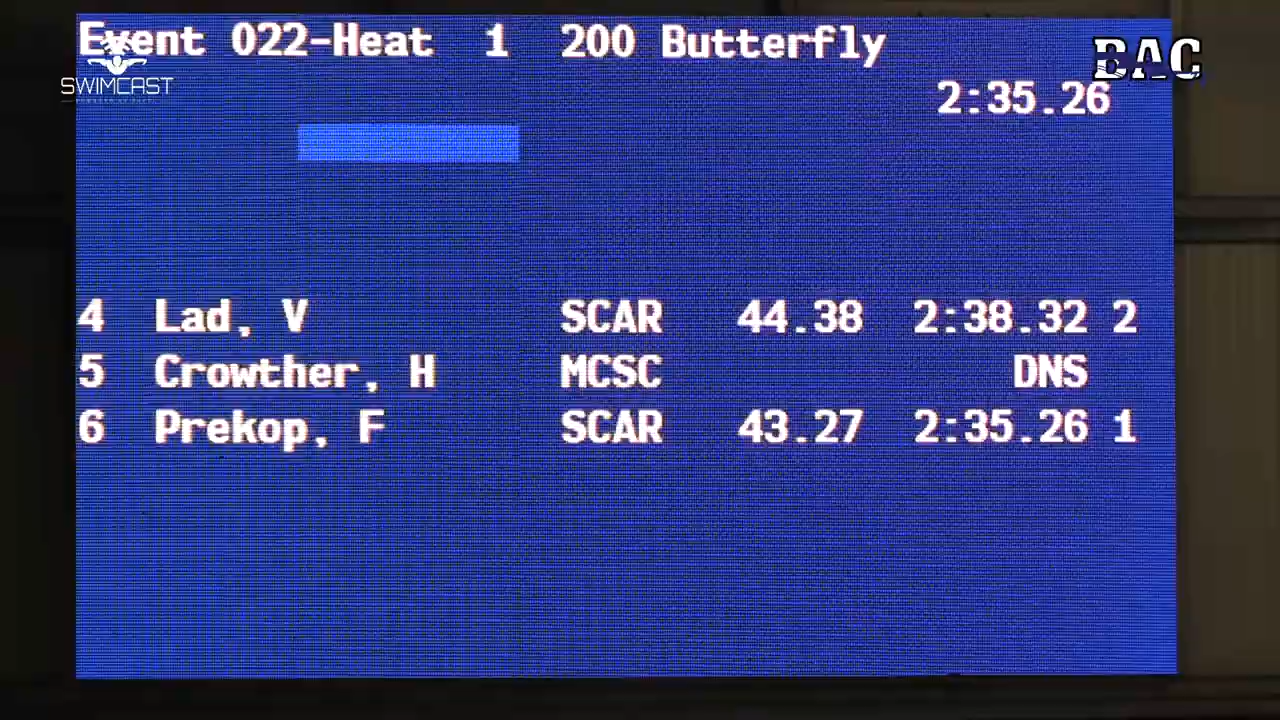 Event 022-Heat 1 200 Butterfly
BAC
SWIMCAST
2:35.26
4 Lad, V SCAR 44.38 2:38.32 2
5 Crowther, H MCSC DNS
6 Prekop, F SCAR 43.27 2:35.26 1